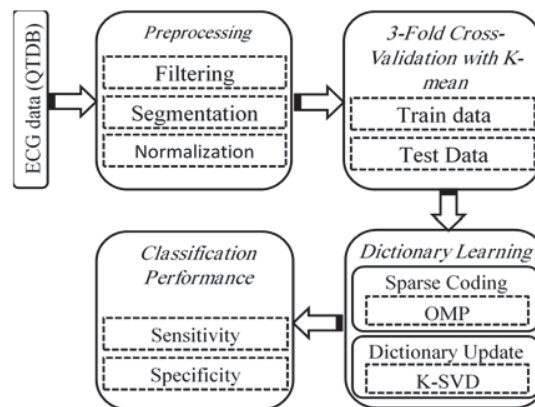 ECG data (QTDB)
Preprocessing
Filtering
Segmentation
Normalization
3-Fold Cross-
Validation with K-
mean
Train data
Test Data
Dictionary Learning
Sparse Coding
OMP
Dictionary Update
K-SVD
Classification
Performance
Sensitivity
Specificity